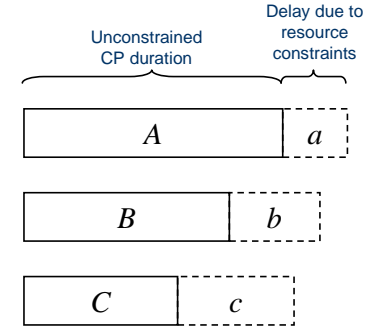 Unconstrained
CP duration
Delay due to
resource
constraints
A
a
B
b
C
c